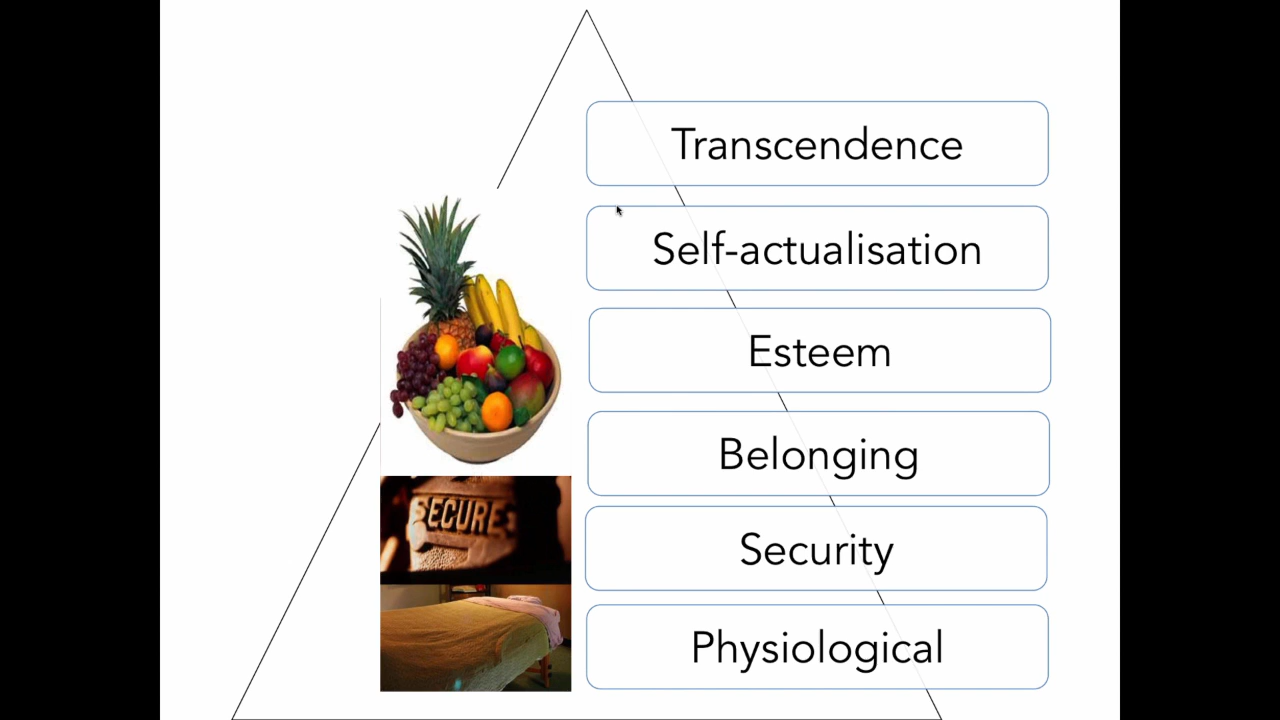 Transcendence
Self-actualisation
Esteem
Belonging
SECURE
Security
Physiological